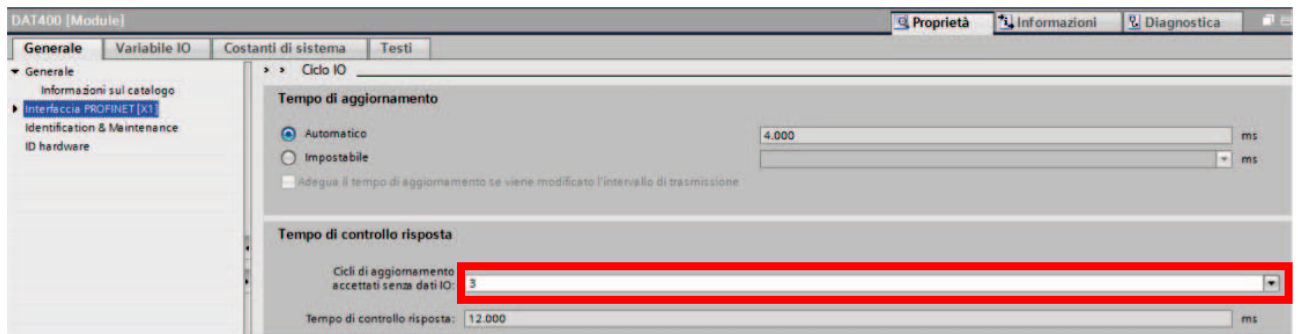 DAT400 [Module]
Proprietà
Informazioni
Diagnostica
Generale
Variabile IO
Costanti di sistema
Testi
Generale
Informazioni sul catalogo
Interfaccia PROFINET [X1]
Identification & Maintenance
ID hardware
Ciclo IO
Tempo di aggiornamento
Automatico
4.000
ms
Impostabile
ms
Adegua il tempo di aggiornamento se viene modificato l'intervallo di trasmissione
Tempo di controllo risposta
Cicli di aggiornamento
accettati senza dati IO:
3
Tempo di controllo risposta:
12.000
ms